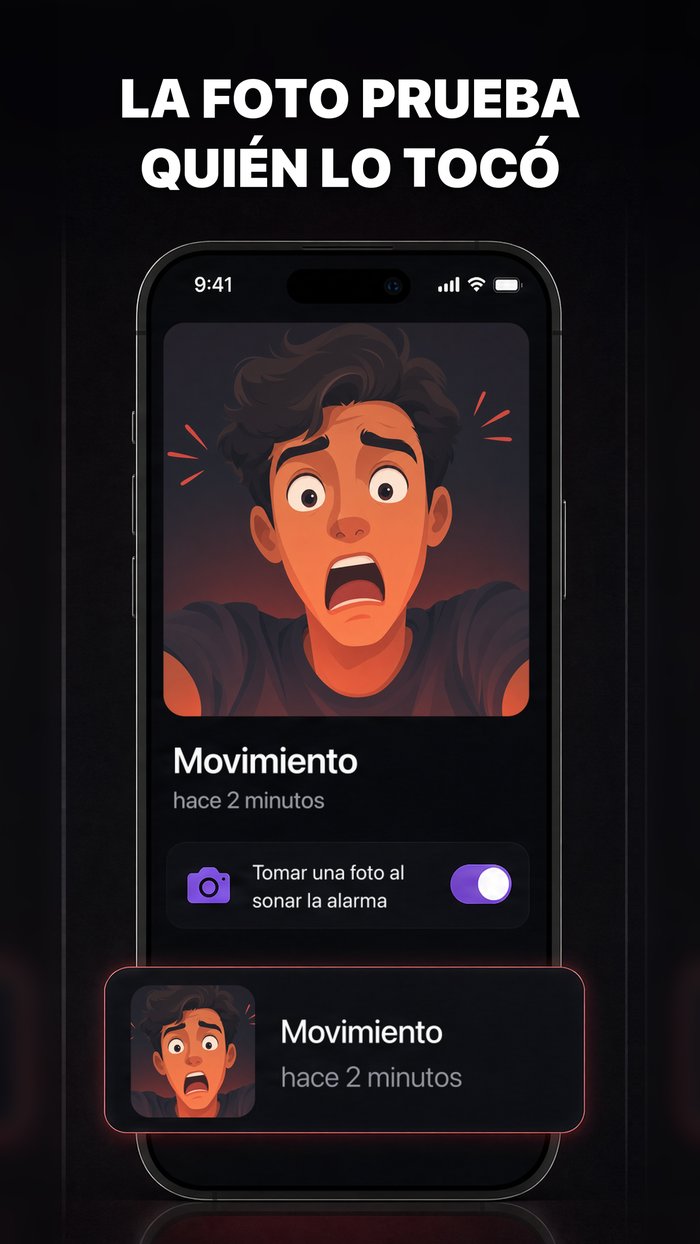 LA FOTO PRUEBA
QUIÉN LO TOCÓ
9:41
Movimiento
hace 2 minutos
Tomar una foto al
sonar la alarma
Movimiento
hace 2 minutos